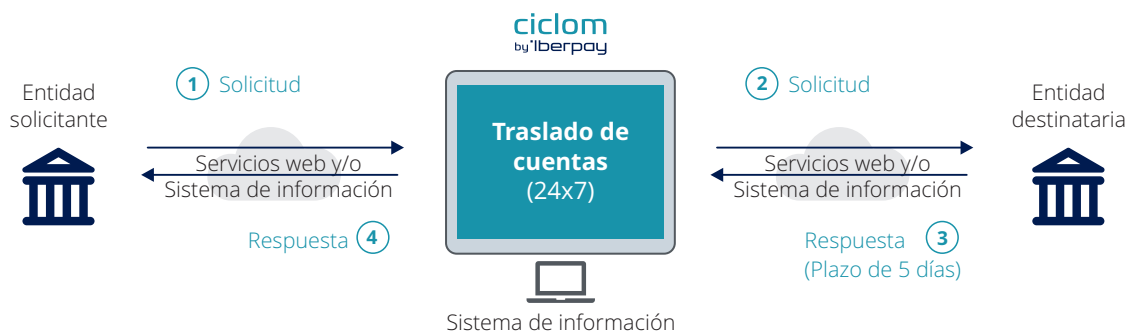 ciclom
by Iberpay
1 Solicitud
2 Solicitud
Entidad
solicitante
Entidad
destinataria
Traslado de
cuentas
(24x7)
Servicios web y/o
Sistema de información
Servicios web y/o
Sistema de información
Respuesta 4
Respuesta 3
(Plazo de 5 días)
Sistema de información